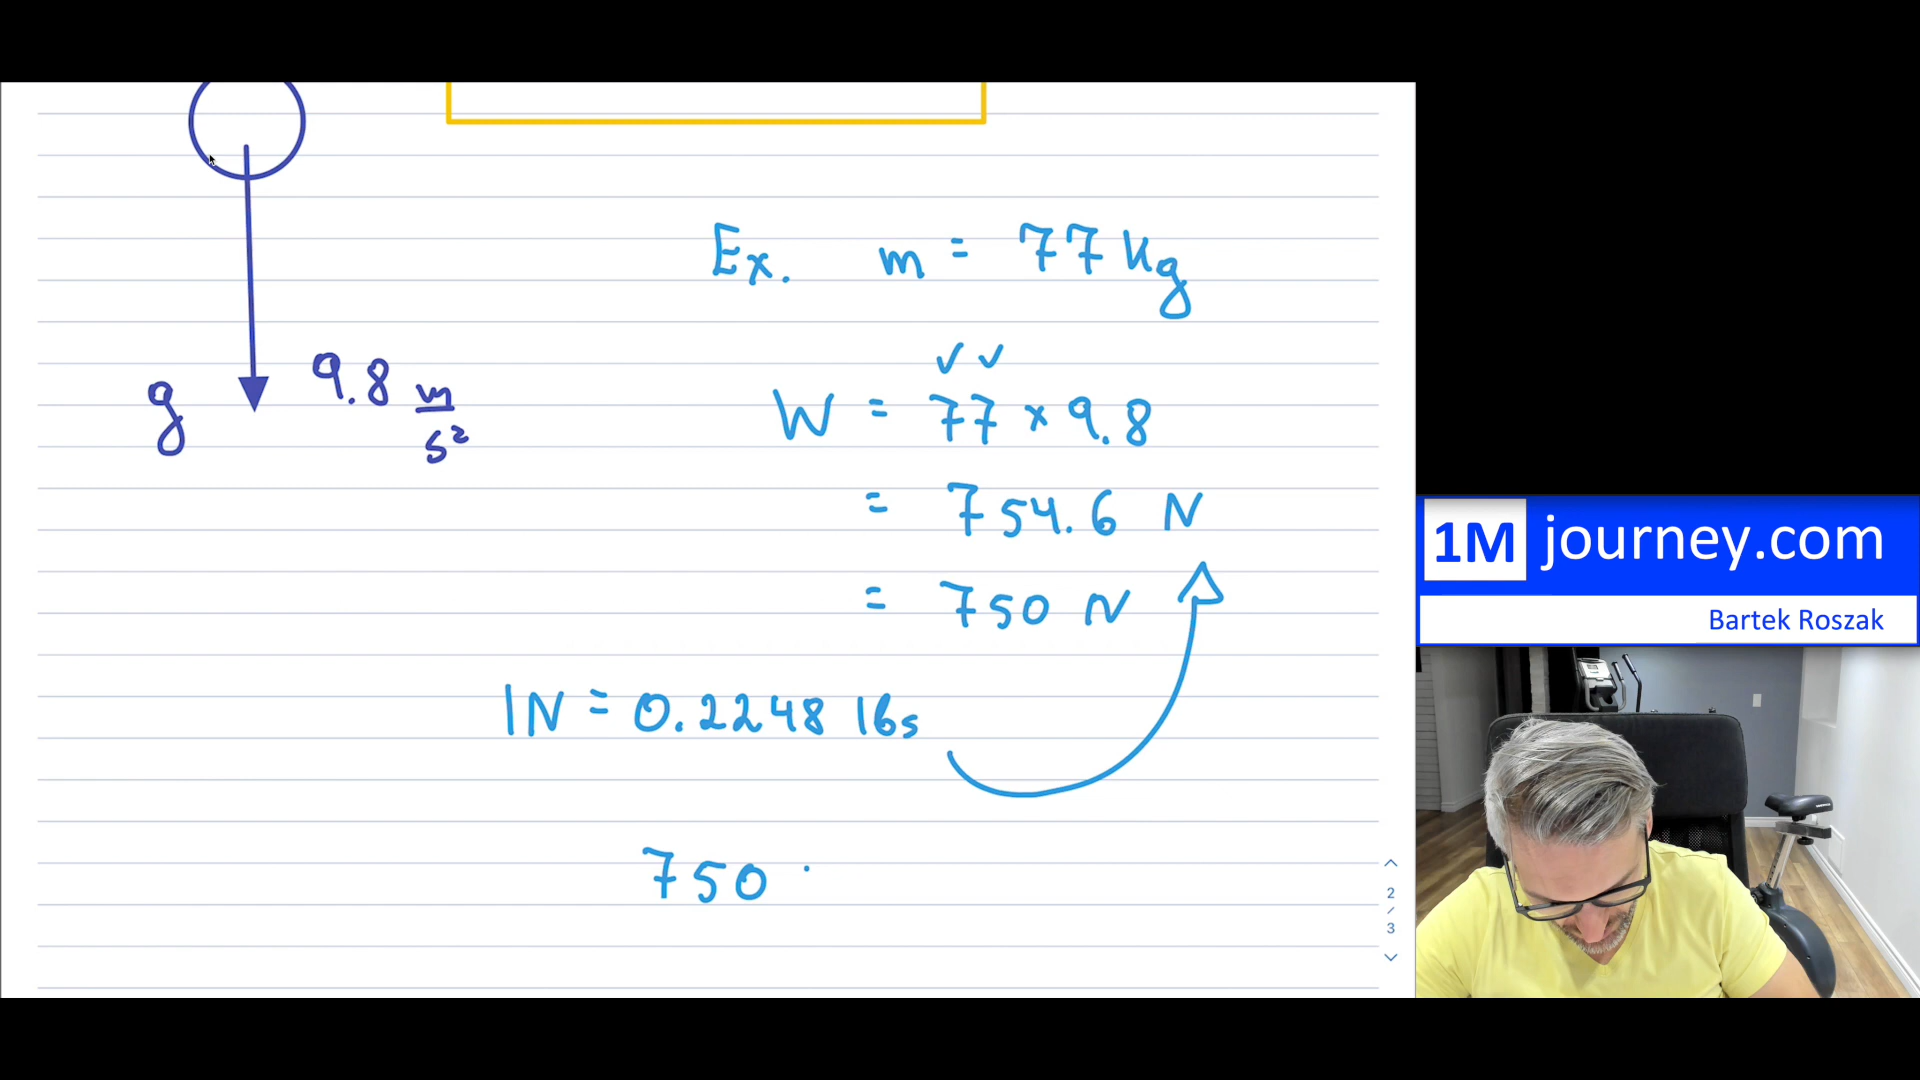 Ex. m = 77 kg
g 9.8 m/s²
✓✓
W = 77 × 9.8
= 754.6 N
= 750 N
1N = 0.2248 lbs
750 ·
2
/
3
1M journey.com
Bartek Roszak